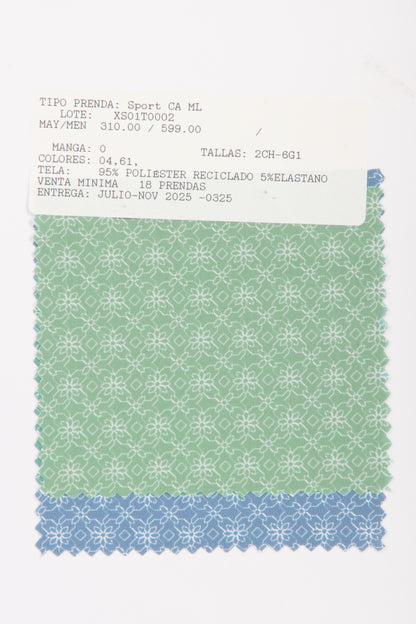 TIPO PRENDA: Sport CA ML
LOTE: XS01T0002
MAY/MEN 310.00 / 599.00 /
MANGA: 0 TALLAS: 2CH-6G1
COLORES: 04,61,
TELA: 95% POLIÉSTER RECICLADO 5%ELASTANO
VENTA MINIMA 18 PRENDAS
ENTREGA: JULIO-NOV 2025 -0325